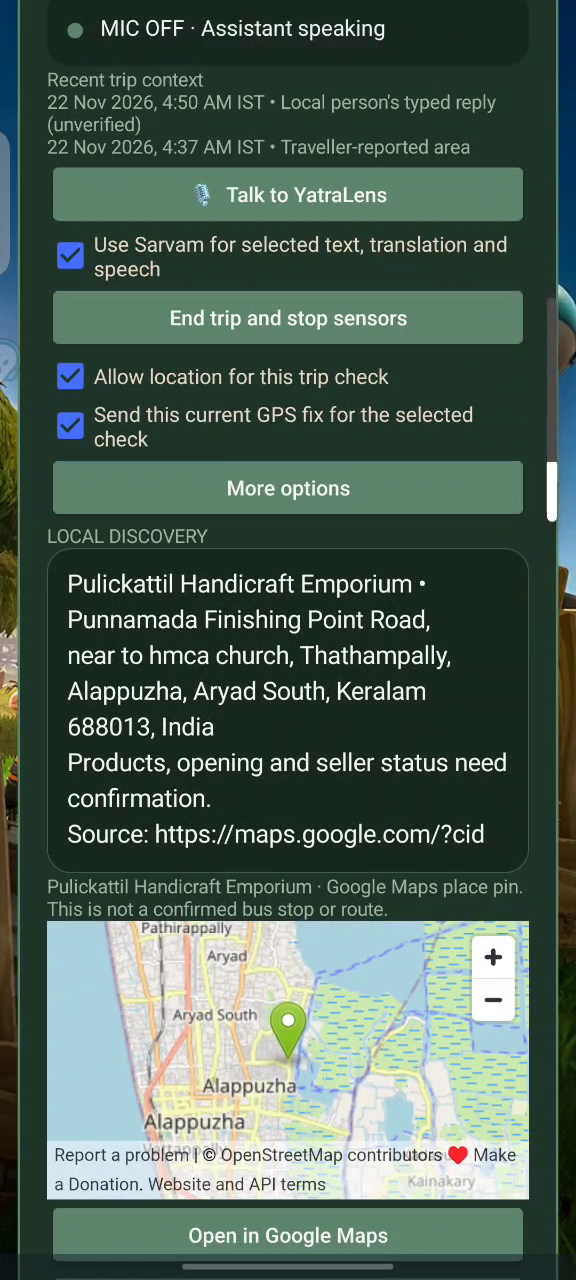 MIC OFF · Assistant speaking
Recent trip context
22 Nov 2026, 4:50 AM IST • Local person's typed reply
(unverified)
22 Nov 2026, 4:37 AM IST • Traveller-reported area
Talk to YatraLens
Use Sarvam for selected text, translation and
speech
End trip and stop sensors
Allow location for this trip check
Send this current GPS fix for the selected
check
More options
LOCAL DISCOVERY
Pulickattil Handicraft Emporium •
Punnamada Finishing Point Road,
near to hmca church, Thathampally,
Alappuzha, Aryad South, Keralam
688013, India
Products, opening and seller status need
confirmation.
Source: https://maps.google.com/?cid
Pulickattil Handicraft Emporium · Google Maps place pin.
This is not a confirmed bus stop or route.
Pathirappally
+
Aryad
−
Aryad South
Alappuzha
Alappuzha
Report a problem | © OpenStreetMap contributors ❤️ Make
a Donation. Website and API terms
Kainakary
Open in Google Maps